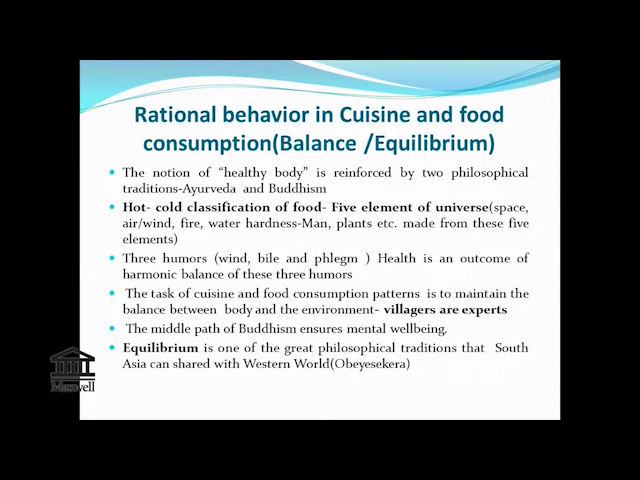 Rational behavior in Cuisine and food
consumption(Balance /Equilibrium)
• The notion of “healthy body” is reinforced by two philosophical
traditions-Ayurveda and Buddhism
• Hot- cold classification of food- Five element of universe(space,
air/wind, fire, water hardness-Man, plants etc. made from these five
elements)
• Three humors (wind, bile and phlegm ) Health is an outcome of
harmonic balance of these three humors
• The task of cuisine and food consumption patterns is to maintain the
balance between body and the environment- villagers are experts
• The middle path of Buddhism ensures mental wellbeing.
• Equilibrium is one of the great philosophical traditions that South
Asia can shared with Western World(Obeyesekera)
Maxwell